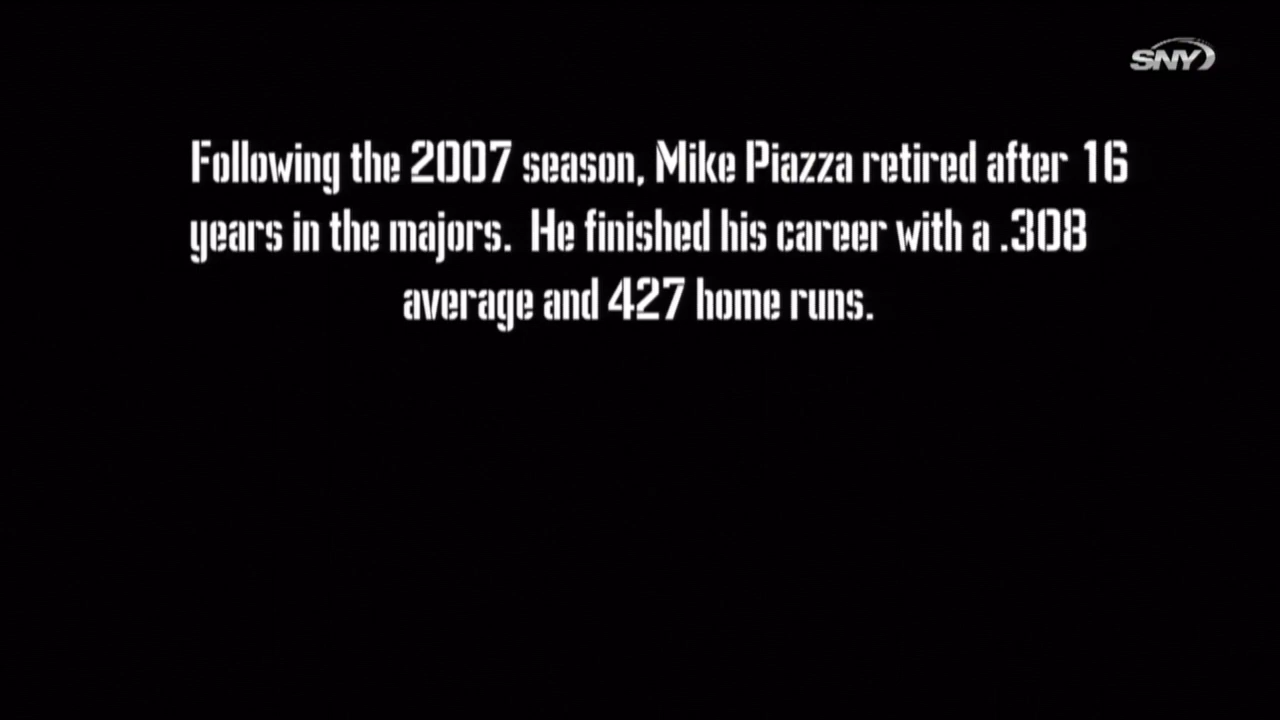 SNY
Following the 2007 season, Mike Piazza retired after 16
years in the majors. He finished his career with a .308
average and 427 home runs.